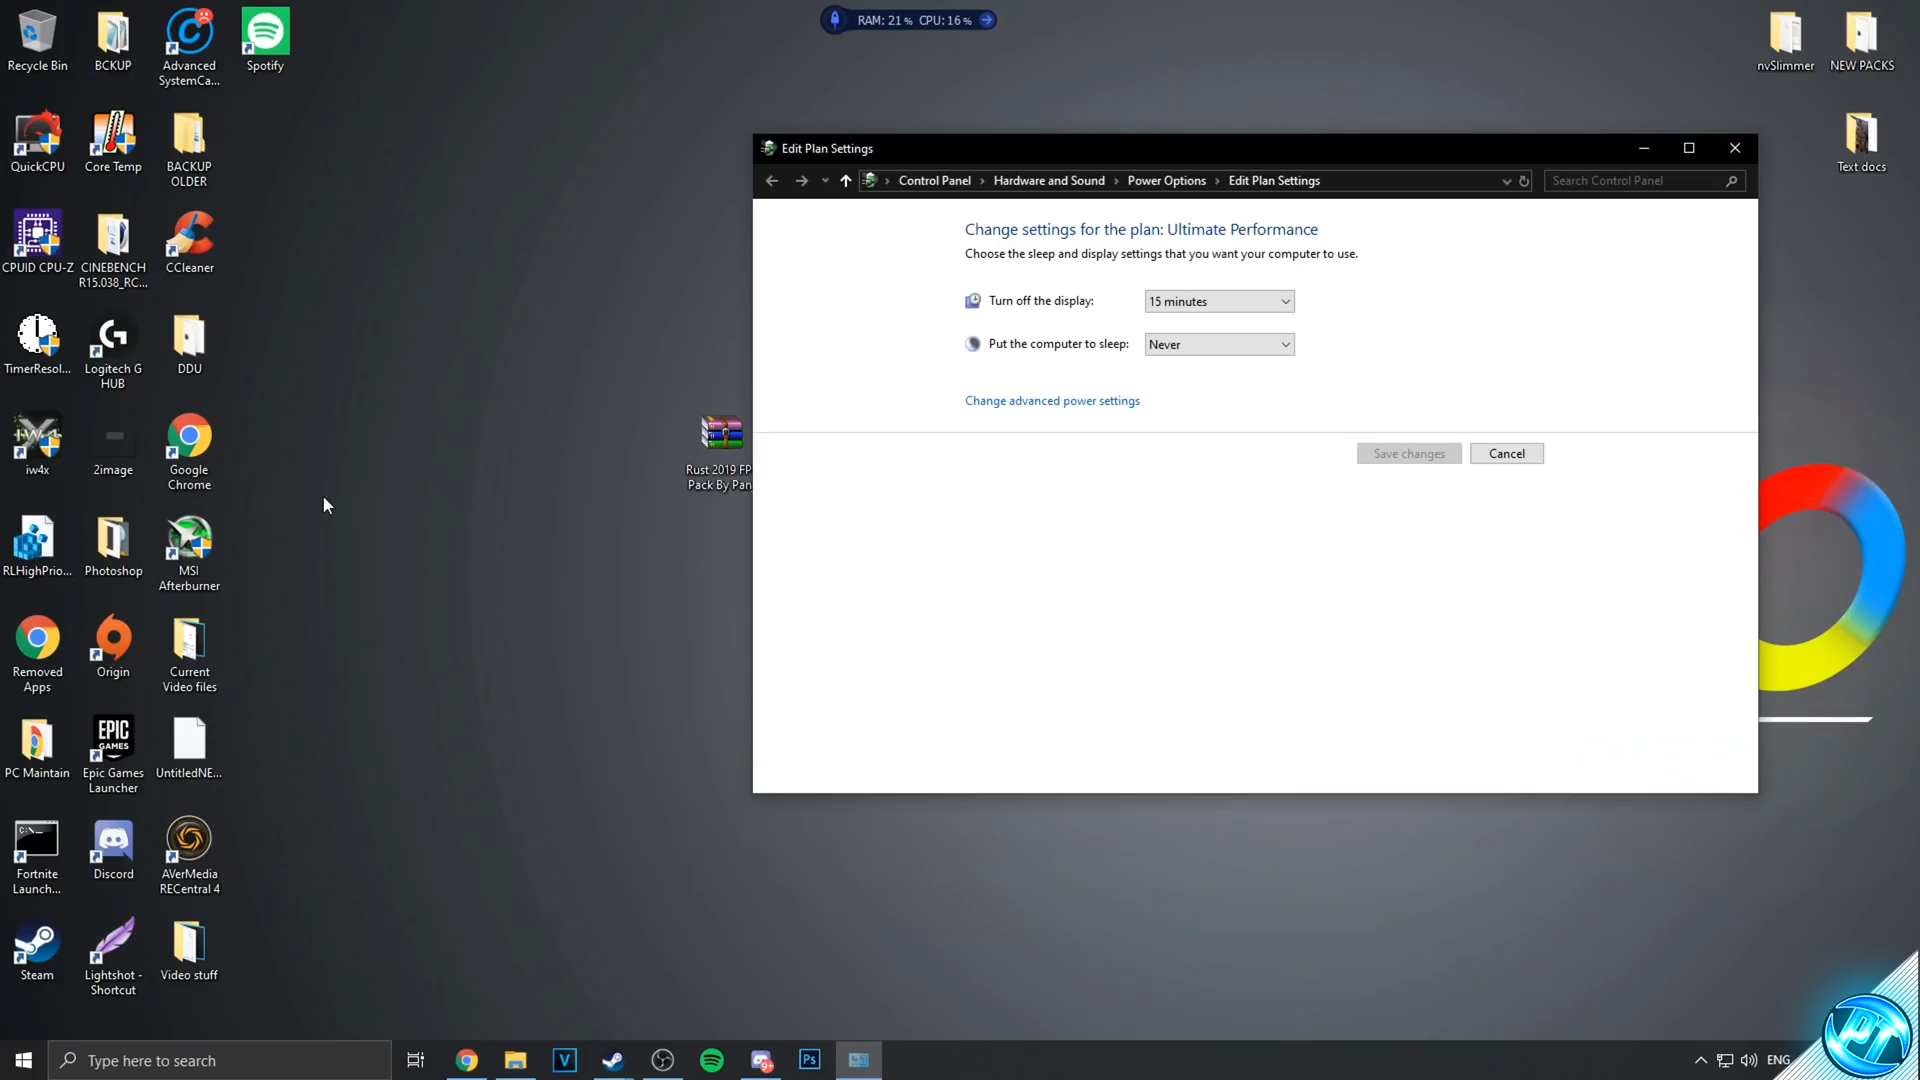 RAM: 21 % CPU: 16 %
Recycle Bin
BCKUP
Advanced
SystemCa...
Spotify
nvSlimmer
NEW PACKS
QuickCPU
Core Temp
BACKUP
OLDER
Text docs
CPUID CPU-Z
CINEBENCH
R15.038_RC...
CCleaner
TimerResol...
Logitech G
HUB
DDU
iw4x
2image
Google
Chrome
RLHighPrio...
Photoshop
MSI
Afterburner
Removed
Apps
Origin
Current
Video files
PC Maintain
EPIC
GAMES
Epic Games
Launcher
UntitledNE...
C:\_
Fortnite
Launch...
Discord
AVerMedia
RECentral 4
Steam
Lightshot -
Shortcut
Video stuff
Rust 2019 FP
Pack By Pan
Edit Plan Settings
Control Panel > Hardware and Sound > Power Options > Edit Plan Settings
Search Control Panel
Change settings for the plan: Ultimate Performance
Choose the sleep and display settings that you want your computer to use.
Turn off the display: 15 minutes
Put the computer to sleep: Never
Change advanced power settings
Save changes Cancel
Type here to search
V
9+
Ps
ENG